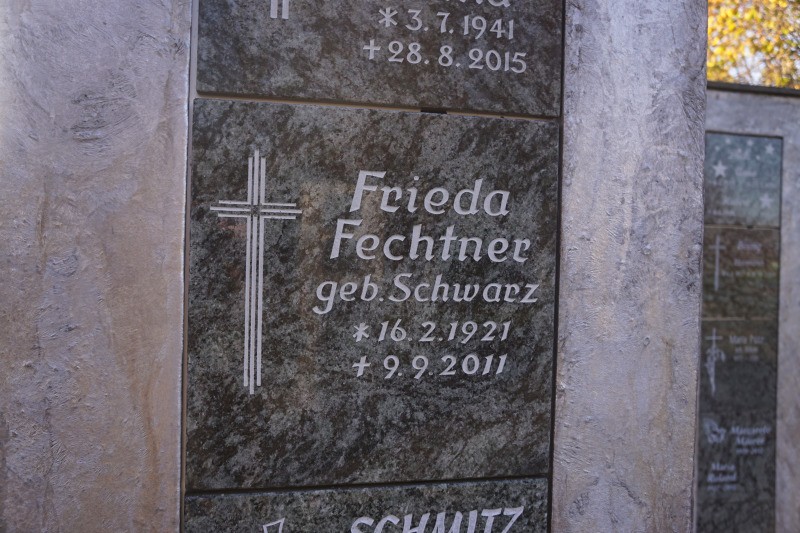 * 3.7.1941
+ 28.8.2015
Frieda
Fechtner
geb. Schwarz
* 16.2.1921
+ 9.9.2011
SCHMITZ